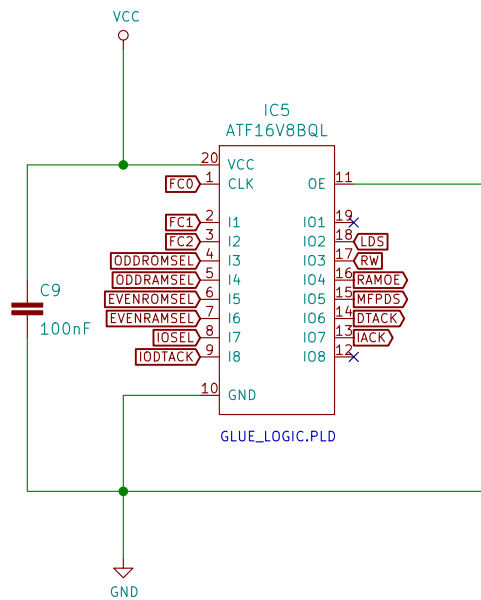 VCC
IC5
ATF16V8BQL
20 VCC
FC0 1 CLK OE 11
FC1 2 I1 IO1 19
FC2 3 I2 IO2 18 LDS
ODDROMSEL 4 I3 IO3 17 RW
ODDRAMSEL 5 I4 IO4 16 RAMOE
EVENROMSEL 6 I5 IO5 15 MFPDS
EVENRAMSEL 7 I6 IO6 14 DTACK
IOSEL 8 I7 IO7 13 IACK
IODTACK 9 I8 IO8 12
C9
100nF
10 GND
GLUE_LOGIC.PLD
GND